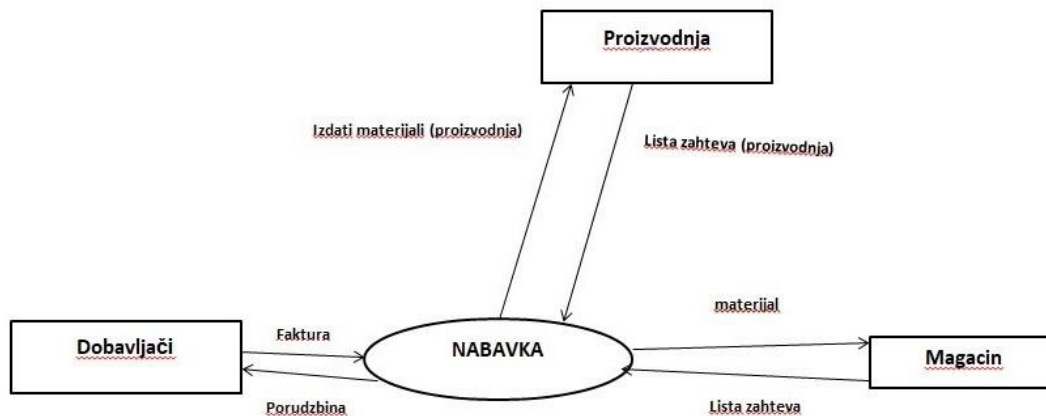 Proizvodnja
Izdati materijali (proizvodnja)
Lista zahteva (proizvodnja)
materijal
Dobavljači
Faktura
NABAVKA
Magacin
Porudzbina
Lista zahteva